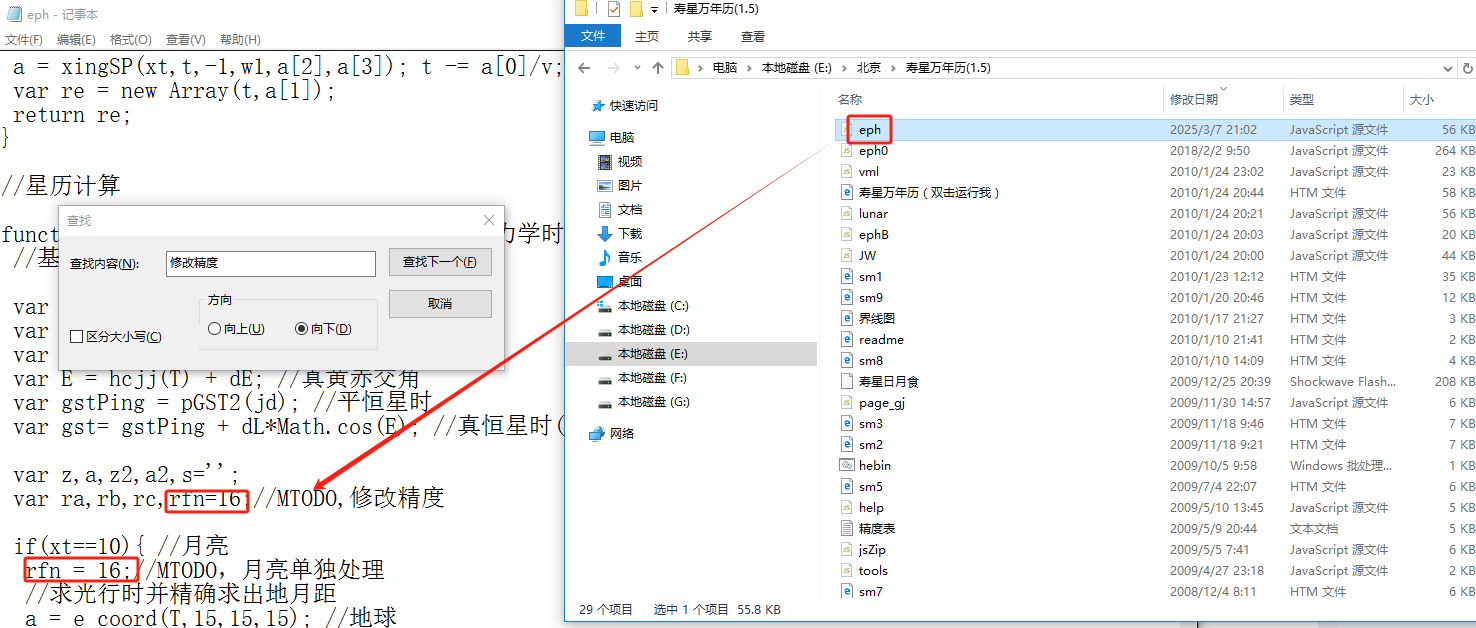 eph - 记事本
文件(F) 编辑(E) 格式(O) 查看(V) 帮助(H)
a = xingSP(xt,t,-1,w1,a[2],a[3]); t -= a[0]/v;
var re = new Array(t,a[1]);
return re;
}
//星历计算
funct
力学时
//基
var
var
var
var E = hcjj(T) + dE; //真黄赤交角
var gstPing = pGST2(jd); //平恒星时
var gst= gstPing + dL*Math.cos(E); //真恒星时(
var z,a,z2,a2,s='';
var ra,rb,rc,rfn=16;//MTODO,修改精度
if(xt==10){ //月亮
rfn = 16;//MTODO, 月亮单独处理
//求光行时并精确求出地月距
a = e_coord(T,15,15,15); //地球
查找
查找内容(N):
修改精度
查找下一个(F)
取消
方向
向上(U)
向下(D)
区分大小写(C)
寿星万年历(1.5)
文件 主页 共享 查看
电脑 本地磁盘 (E:) 北京 寿星万年历(1.5)
快速访问
电脑
视频
图片
文档
下载
音乐
桌面
本地磁盘 (C:)
本地磁盘 (D:)
本地磁盘 (E:)
本地磁盘 (F:)
本地磁盘 (G:)
网络
名称 修改日期 类型 大小
eph 2025/3/7 21:02 JavaScript 源文件 56 KB
eph0 2018/2/2 9:50 JavaScript 源文件 264 KB
vml 2010/1/24 23:02 JavaScript 源文件 23 KB
寿星万年历（双击运行我） 2010/1/24 20:44 HTM 文件 58 KB
lunar 2010/1/24 20:21 JavaScript 源文件 56 KB
ephB 2010/1/24 20:03 JavaScript 源文件 20 KB
JW 2010/1/24 20:00 JavaScript 源文件 44 KB
sm1 2010/1/23 12:12 HTM 文件 35 KB
sm9 2010/1/20 20:46 HTM 文件 12 KB
界线图 2010/1/17 21:27 HTM 文件 3 KB
readme 2010/1/10 21:41 HTM 文件 2 KB
sm8 2010/1/10 14:09 HTM 文件 4 KB
寿星日月食 2009/12/25 20:39 Shockwave Flash... 208 KB
page_gj 2009/11/30 14:57 JavaScript 源文件 6 KB
sm3 2009/11/18 9:46 HTM 文件 7 KB
sm2 2009/11/18 9:21 HTM 文件 7 KB
hebin 2009/10/5 9:58 Windows 批处理... 1 KB
sm5 2009/7/4 22:07 HTM 文件 6 KB
help 2009/5/10 13:45 JavaScript 源文件 5 KB
精度表 2009/5/9 20:44 文本文档 5 KB
jsZip 2009/5/5 7:41 JavaScript 源文件 6 KB
tools 2009/4/27 23:18 JavaScript 源文件 2 KB
sm7 2008/12/4 8:11 HTM 文件 6 KB
29 个项目 选中 1 个项目 55.8 KB